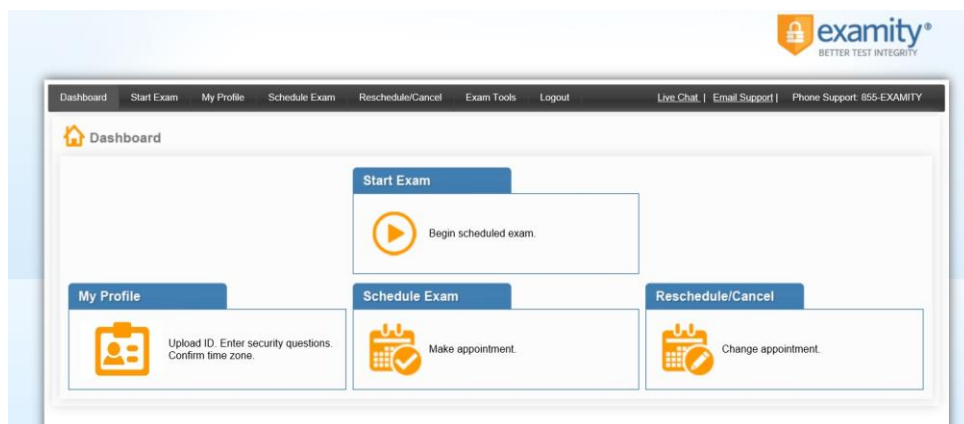 examity®
BETTER TEST INTEGRITY
Dashboard Start Exam My Profile Schedule Exam Reschedule/Cancel Exam Tools Logout Live Chat | Email Support | Phone Support: 855-EXAMITY
Dashboard
Start Exam
Begin scheduled exam.
My Profile
Upload ID. Enter security questions.
Confirm time zone.
Schedule Exam
Make appointment.
Reschedule/Cancel
Change appointment.